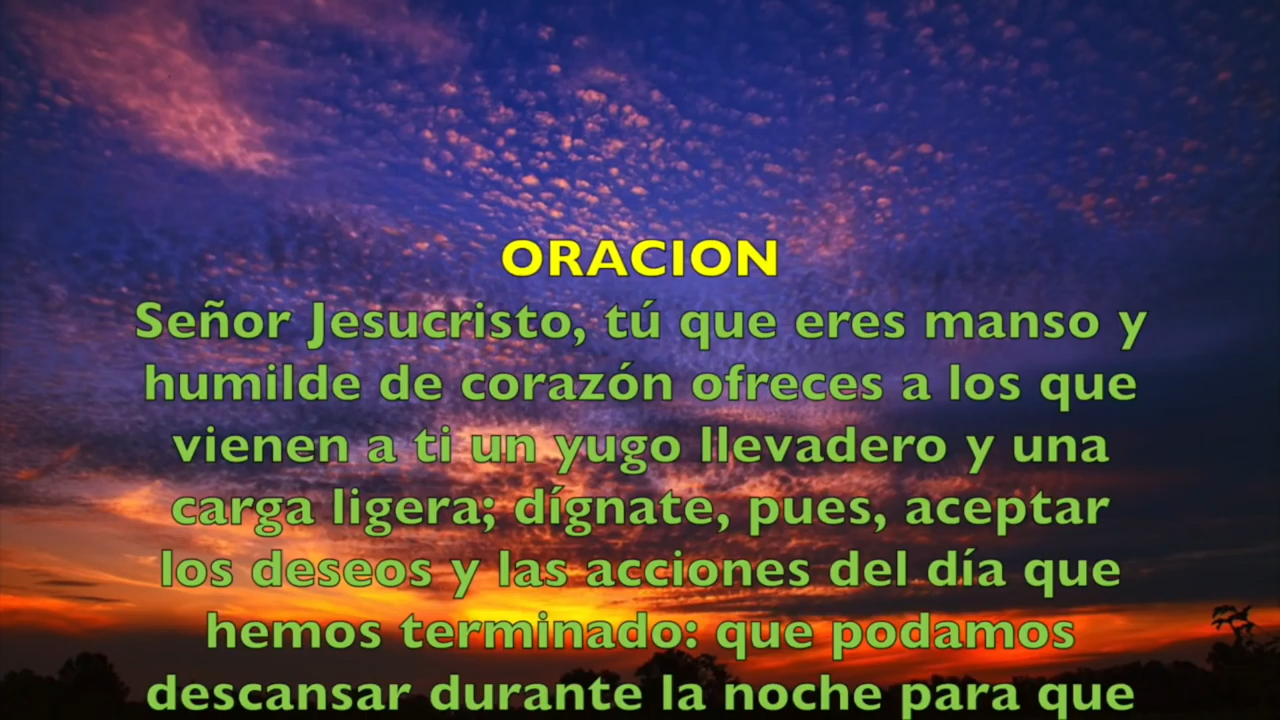 ORACION
Señor Jesucristo, tú que eres manso y
humilde de corazón ofreces a los que
vienen a ti un yugo llevadero y una
carga ligera; dígnate, pues, aceptar
los deseos y las acciones del día que
hemos terminado: que podamos
descansar durante la noche para que